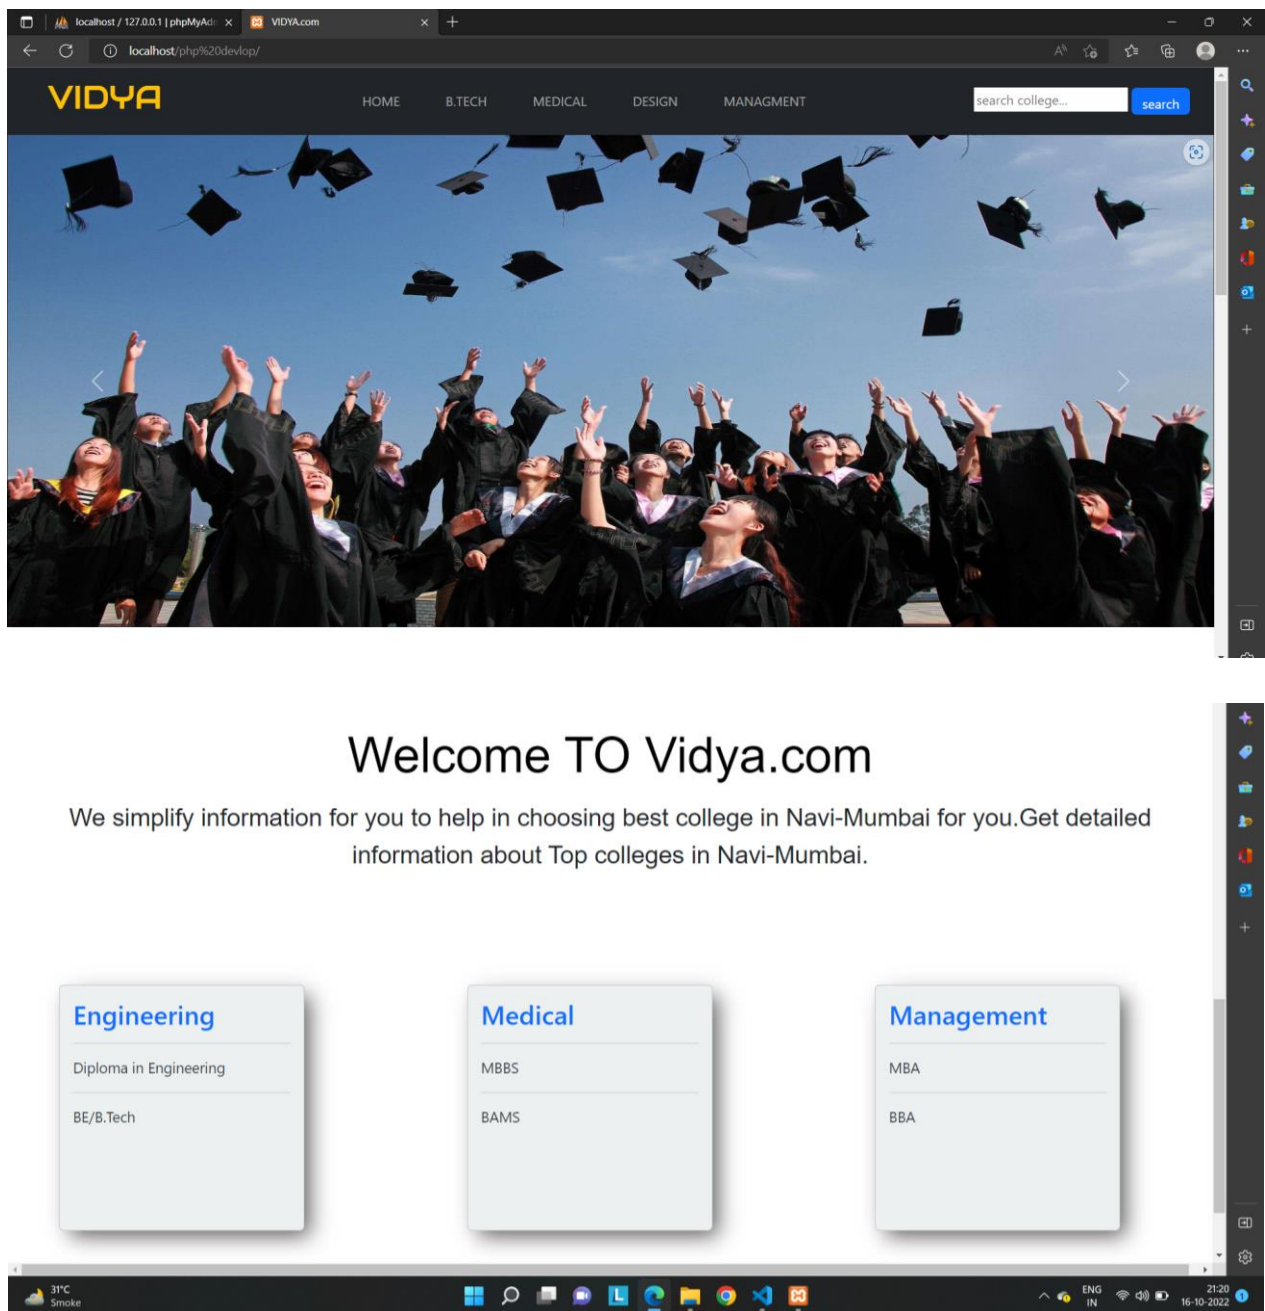 localhost / 127.0.0.1 | phpMyAd
VIDYA.com
localhost/php%20devlop/
VIDYA
HOME B.TECH MEDICAL DESIGN MANAGMENT
search college...
search
Welcome TO Vidya.com
We simplify information for you to help in choosing best college in Navi-Mumbai for you.Get detailed
information about Top colleges in Navi-Mumbai.
Engineering
Diploma in Engineering
BE/B.Tech
Medical
MBBS
BAMS
Management
MBA
BBA
31°C
Smoke
ENG
IN
21:20
16-10-2022
1